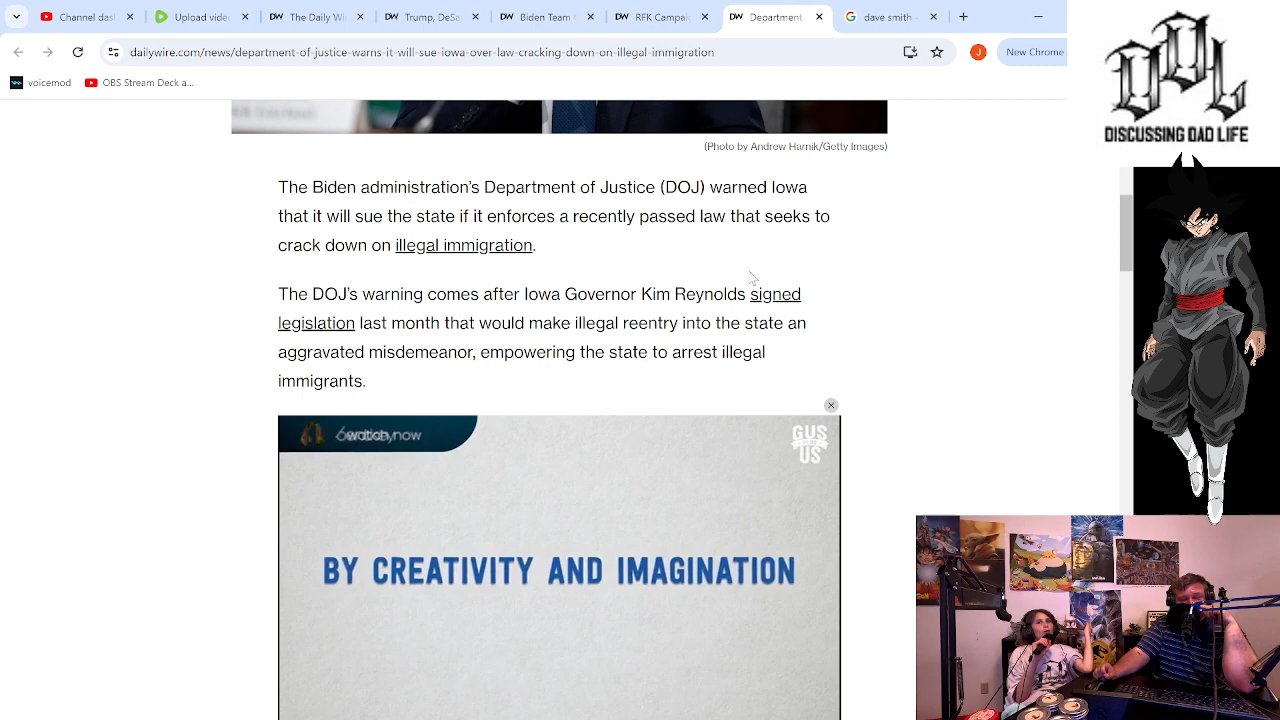 Channel dast
Upload vide
The Daily Wi
Trump, DeSa
Biden Team
RFK Campai
Department
dave smith -
dailywire.com/news/department-of-justice-warns-it-will-sue-iowa-over-law-cracking-down-on-illegal-immigration
J
New Chrome
voicemod
OBS Stream Deck a...
DDL
DISCUSSING DAD LIFE
(Photo by Andrew Harnik/Getty Images)
The Biden administration's Department of Justice (DOJ) warned Iowa
that it will sue the state if it enforces a recently passed law that seeks to
crack down on illegal immigration.
The DOJ's warning comes after Iowa Governor Kim Reynolds signed
legislation last month that would make illegal reentry into the state an
aggravated misdemeanor, empowering the state to arrest illegal
immigrants.
watch now
GUS
US
BY CREATIVITY AND IMAGINATION